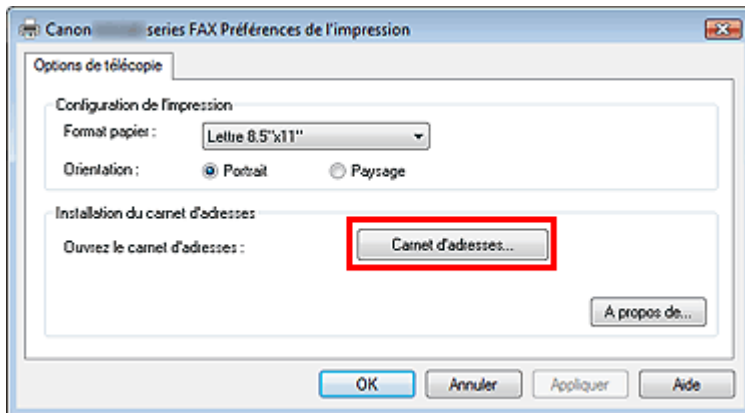 Canon series FAX Préférences de l'impression
Options de télécopie
Configuration de l'impression
Format papier : Lettre 8.5"x11"
Orientation : Portrait Paysage
Installation du carnet d'adresses
Ouvrez le carnet d'adresses : Carnet d'adresses...
A propos de...
OK Annuler Appliquer Aide